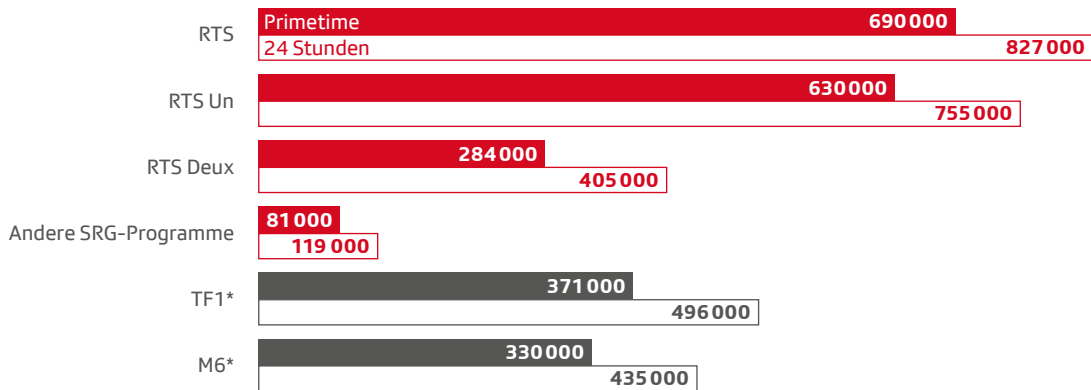 RTS
Primetime 690 000
24 Stunden 827 000
RTS Un
630 000
755 000
RTS Deux
284 000
405 000
Andere SRG-Programme
81 000
119 000
TF1*
371 000
496 000
M6*
330 000
435 000